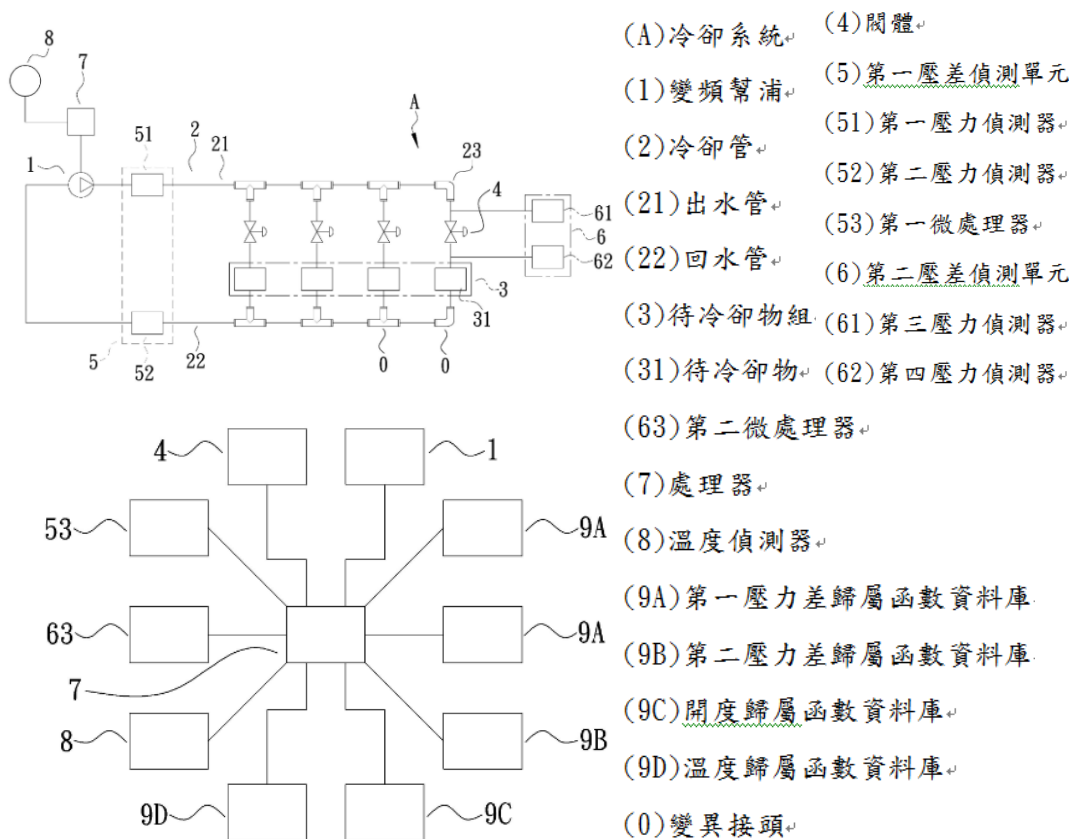 8
7
A
51
2
21
23
1
4
61
6
62
3
31
22
5
52
0
0
(A)冷卻系統
(1)變頻幫浦
(2)冷卻管
(21)出水管
(22)回水管
(3)待冷卻物組
(31)待冷卻物
(4)閥體
(5)第一壓差偵測單元
(51)第一壓力偵測器
(52)第二壓力偵測器
(53)第一微處理器
(6)第二壓差偵測單元
(61)第三壓力偵測器
(62)第四壓力偵測器
(63)第二微處理器
(7)處理器
(8)溫度偵測器
(9A)第一壓力差歸屬函數資料庫
(9B)第二壓力差歸屬函數資料庫
(9C)開度歸屬函數資料庫
(9D)溫度歸屬函數資料庫
(0)變異接頭
4
1
53
9A
63
9A
7
8
9B
9D
9C